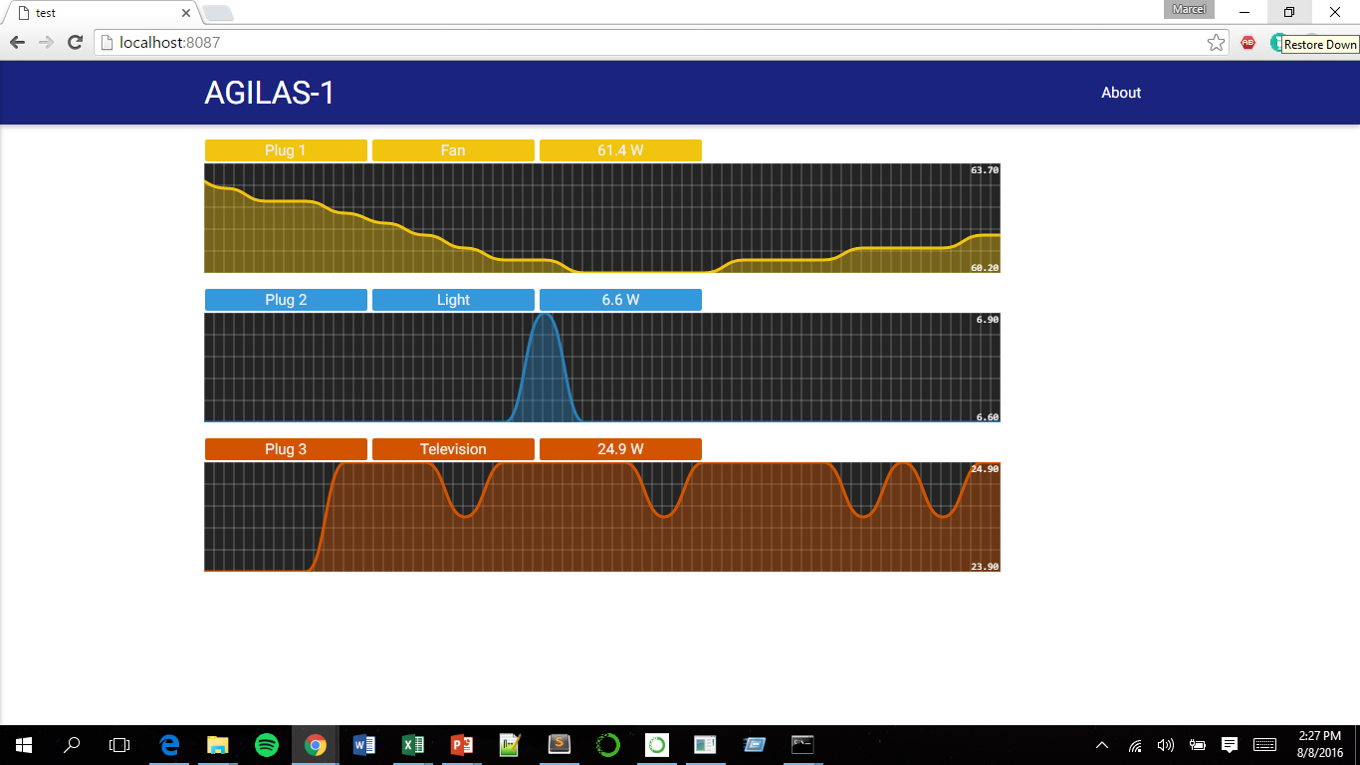 test
Marcel
localhost:8087
Restore Down
AGILAS-1
About
Plug 1
Fan
61.4 W
63.70
60.20
Plug 2
Light
6.6 W
6.90
6.60
Plug 3
Television
24.9 W
24.90
23.90
2:27 PM
8/8/2016